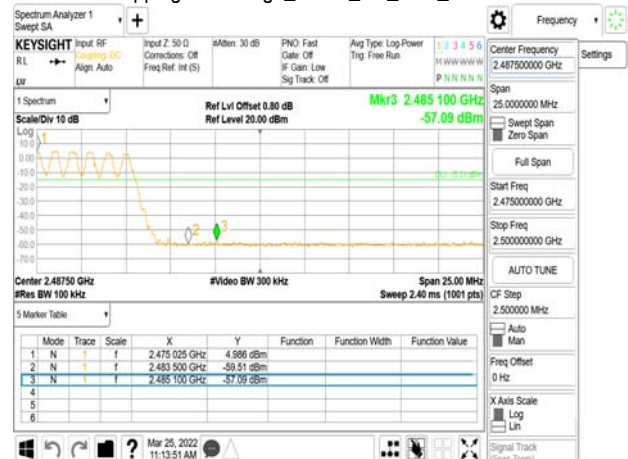 Spectrum Analyzer 1
Swept SA
Frequency
Settings
KEYSIGHT
Input: RF
Coupling: DC
Align: Auto
Input Z: 50 Ω
Corrections: Off
Freq Ref: Int (S)
#Atten: 30 dB
PNO: Fast
Gate: Off
IF Gain: Low
Sig Track: Off
Avg Type: Log-Power
Trig: Free Run
1 2 3 4 5 6
M W W W W W
P N N N N N
RL
1 Spectrum
Scale/Div 10 dB
Ref Lvl Offset 0.80 dB
Ref Level 20.00 dBm
Mkr3 2.485 100 GHz
-57.09 dBm
Log
10.0
0.00
-10.0
-20.0
-30.0
-40.0
-50.0
-60.0
-70.0
1
2
3
Center 2.48750 GHz
#Res BW 100 kHz
#Video BW 300 kHz
Span 25.00 MHz
Sweep 2.40 ms (1001 pts)
5 Marker Table
Mode Trace Scale X Y Function Function Width Function Value
1 N 1 f 2.475 025 GHz 4.986 dBm
2 N 1 f 2.483 500 GHz -59.51 dBm
3 N 1 f 2.485 100 GHz -57.09 dBm
4
5
6
Mar 25, 2022
11:13:51 AM
Center Frequency
2.487500000 GHz
Span
25.0000000 MHz
Swept Span
Zero Span
Full Span
Start Freq
2.475000000 GHz
Stop Freq
2.500000000 GHz
AUTO TUNE
CF Step
2.500000 MHz
Auto
Man
Freq Offset
0 Hz
X Axis Scale
Log
Lin
Signal Track